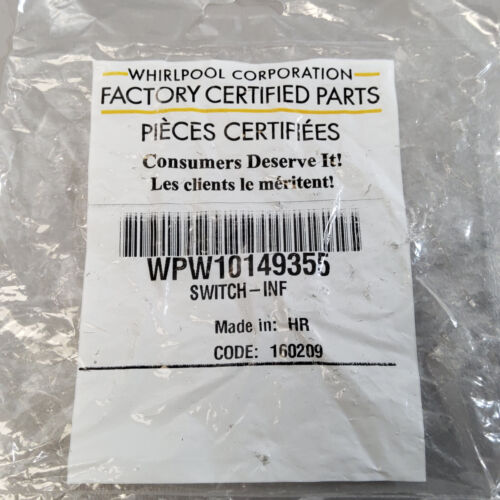 WHIRLPOOL CORPORATION
FACTORY CERTIFIED PARTS
PIÈCES CERTIFIÉES
Consumers Deserve It!
Les clients le méritent!
WPW10149355
SWITCH-INF
Made in: HR
CODE: 160209